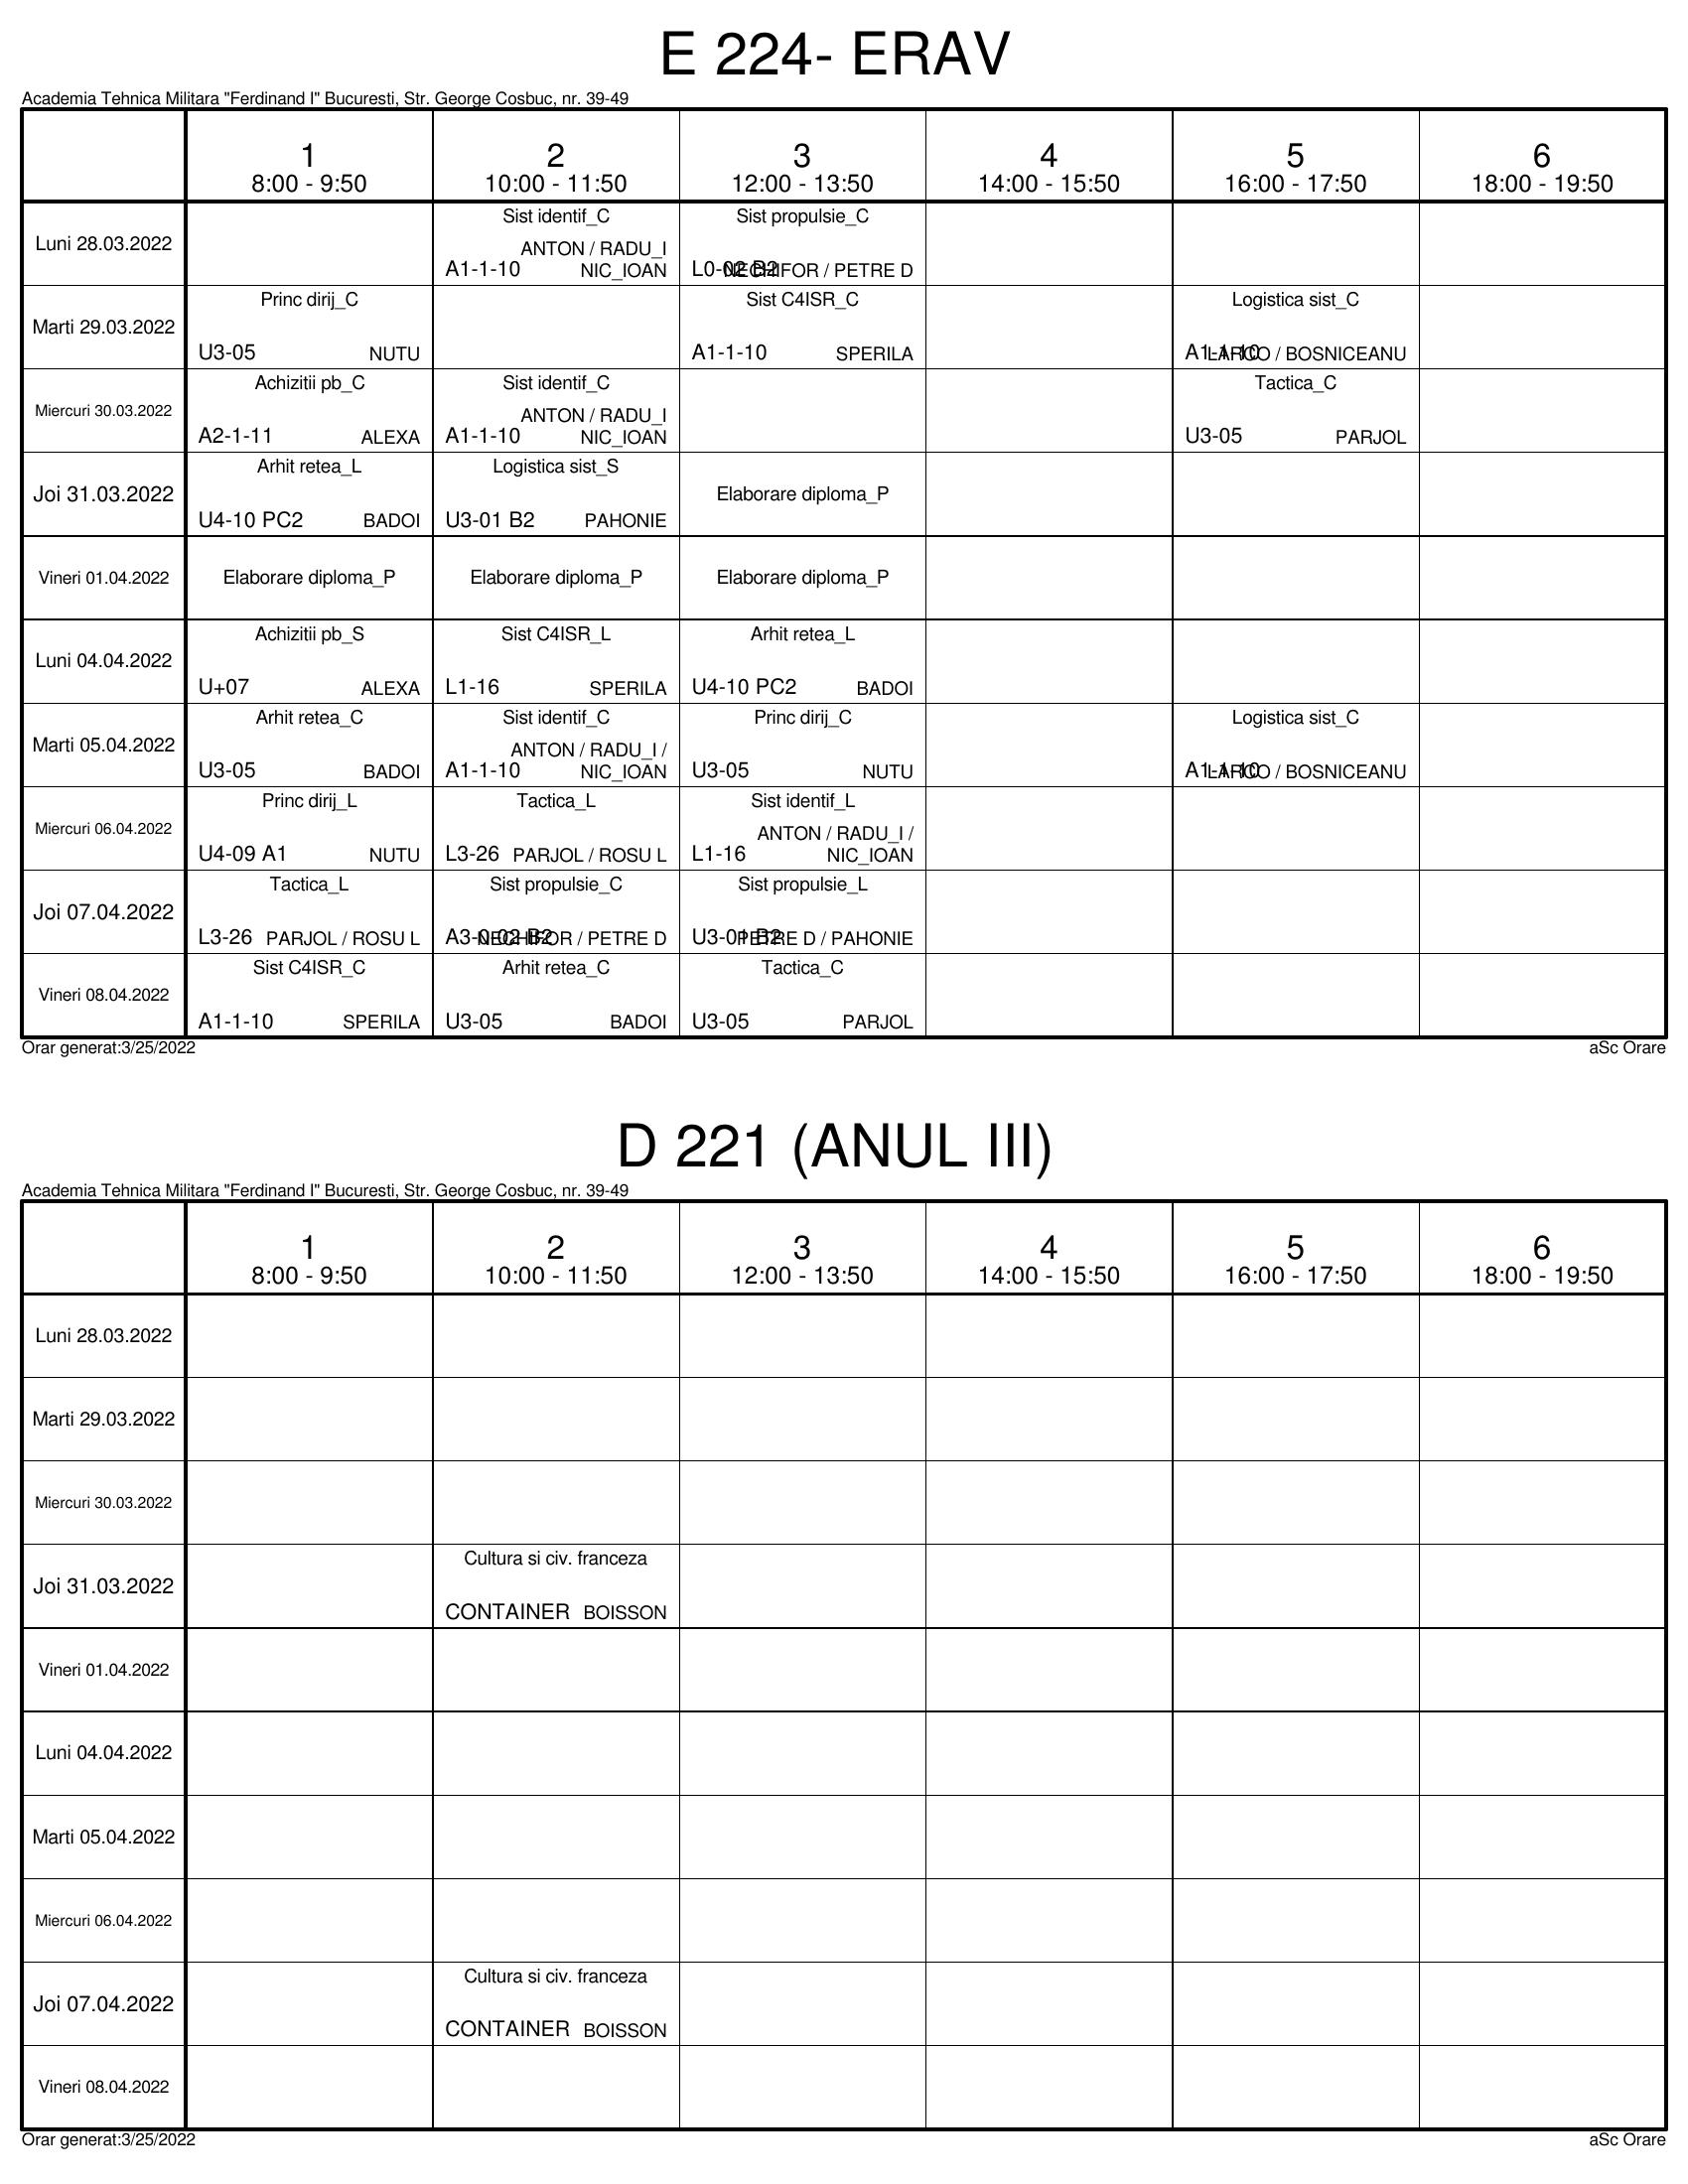 E 224- ERAV
Academia Tehnica Militara "Ferdinand I" Bucuresti, Str. George Cosbuc, nr. 39-49
1 2 3 4 5 6
8:00 - 9:50 10:00 - 11:50 12:00 - 13:50 14:00 - 15:50 16:00 - 17:50 18:00 - 19:50
Luni 28.03.2022
Sist identif_C
ANTON / RADU_I
A1-1-10 NIC_IOAN
Sist propulsie_C
L0-02 B2 NECHIFOR / PETRE D
Marti 29.03.2022
Princ dirij_C
U3-05 NUTU
Sist C4ISR_C
A1-1-10 SPERILA
Logistica sist_C
A1-1-10 LARCO / BOSNICEANU
Miercuri 30.03.2022
Achizitii pb_C
A2-1-11 ALEXA
Sist identif_C
ANTON / RADU_I
A1-1-10 NIC_IOAN
Tactica_C
U3-05 PARJOL
Joi 31.03.2022
Arhit retea_L
U4-10 PC2 BADOI
Logistica sist_S
U3-01 B2 PAHONIE
Elaborare diploma_P
Vineri 01.04.2022
Elaborare diploma_P
Elaborare diploma_P
Elaborare diploma_P
Luni 04.04.2022
Achizitii pb_S
U+07 ALEXA
Sist C4ISR_L
L1-16 SPERILA
Arhit retea_L
U4-10 PC2 BADOI
Marti 05.04.2022
Arhit retea_C
U3-05 BADOI
Sist identif_C
ANTON / RADU_I /
A1-1-10 NIC_IOAN
Princ dirij_C
U3-05 NUTU
Logistica sist_C
A1-1-10 LARCO / BOSNICEANU
Miercuri 06.04.2022
Princ dirij_L
U4-09 A1 NUTU
Tactica_L
L3-26 PARJOL / ROSU L
Sist identif_L
ANTON / RADU_I /
L1-16 NIC_IOAN
Joi 07.04.2022
Tactica_L
L3-26 PARJOL / ROSU L
Sist propulsie_C
A3-0-02 B2 NECHIFOR / PETRE D
Sist propulsie_L
U3-01 B2 PETRE D / PAHONIE
Vineri 08.04.2022
Sist C4ISR_C
A1-1-10 SPERILA
Arhit retea_C
U3-05 BADOI
Tactica_C
U3-05 PARJOL
Orar generat:3/25/2022 aSc Orare
D 221 (ANUL III)
Academia Tehnica Militara "Ferdinand I" Bucuresti, Str. George Cosbuc, nr. 39-49
1 2 3 4 5 6
8:00 - 9:50 10:00 - 11:50 12:00 - 13:50 14:00 - 15:50 16:00 - 17:50 18:00 - 19:50
Luni 28.03.2022
Marti 29.03.2022
Miercuri 30.03.2022
Joi 31.03.2022
Cultura si civ. franceza
CONTAINER BOISSON
Vineri 01.04.2022
Luni 04.04.2022
Marti 05.04.2022
Miercuri 06.04.2022
Joi 07.04.2022
Cultura si civ. franceza
CONTAINER BOISSON
Vineri 08.04.2022
Orar generat:3/25/2022 aSc Orare